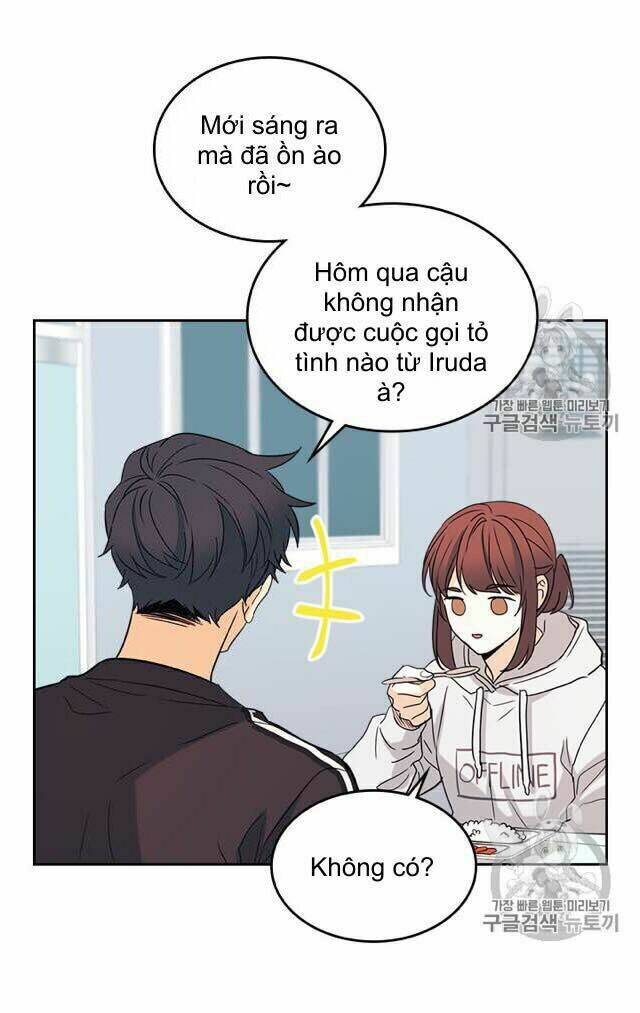 Mới sáng ra
mà đã ồn ào
rồi~
Hôm qua cậu
không nhận
được cuộc gọi tỏ
tình nào từ Iruda
à?
가장 빠른 웹툰 미리보기
구글검색 뉴토끼
OFFLINE
Không có?
가장 빠른 웹툰 미리보기
구글검색 뉴토끼